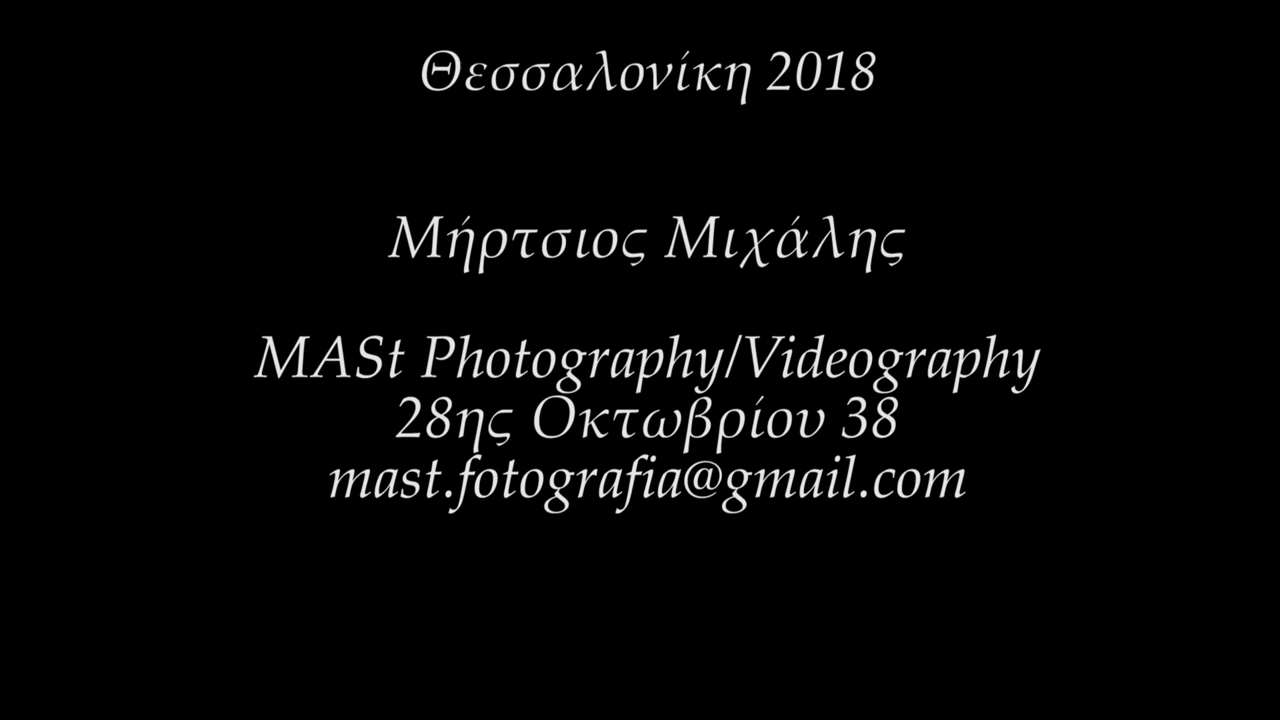 Θεσσαλονίκη 2018
Μήρτσιος Μιχάλης
MASt Photography/Videography
28ης Οκτωβρίου 38
mast.fotografia@gmail.com